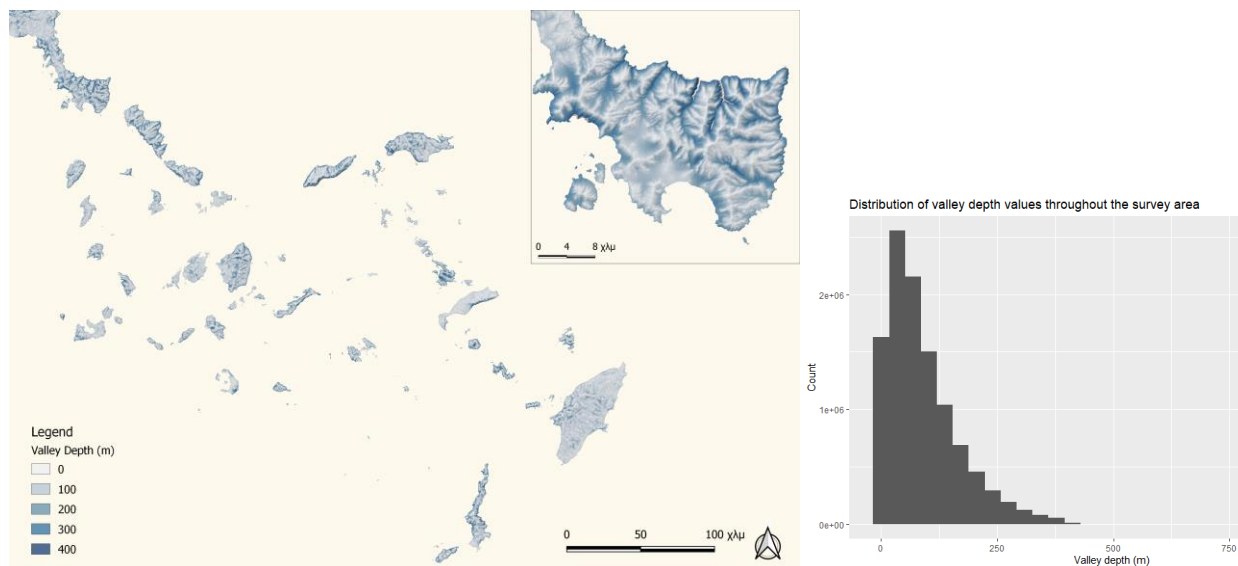 0 4 8 χλμ
Legend
Valley Depth (m)
0
100
200
300
400
0 50 100 χλμ
Distribution of valley depth values throughout the survey area
Count
2e+06
1e+06
0e+00
0 250 500 750
Valley depth (m)